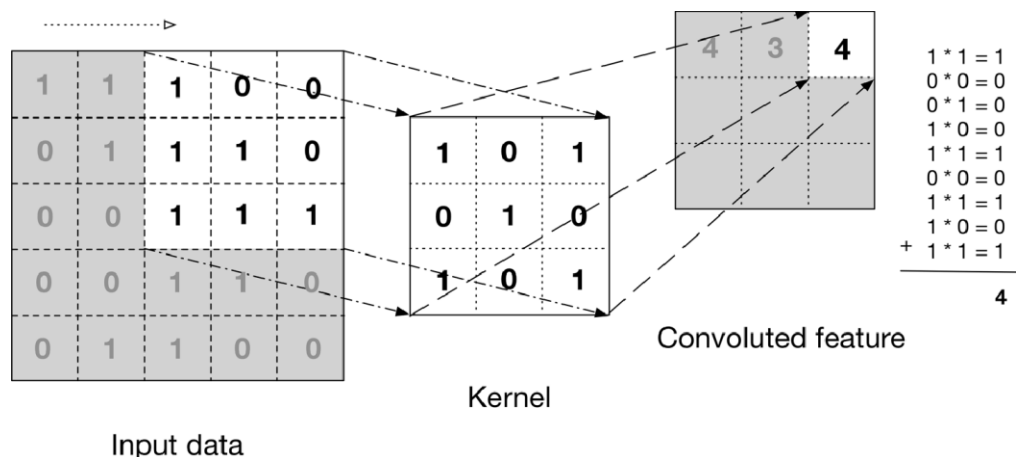 1 1 1 0 0
0 1 1 1 0
0 0 1 1 1
0 0 1 1 0
0 1 1 0 0
Input data
1 0 1
0 1 0
1 0 1
Kernel
4 3 4
Convoluted feature
1 * 1 = 1
0 * 0 = 0
0 * 1 = 0
1 * 0 = 0
1 * 1 = 1
0 * 0 = 0
1 * 1 = 1
1 * 0 = 0
+ 1 * 1 = 1
4